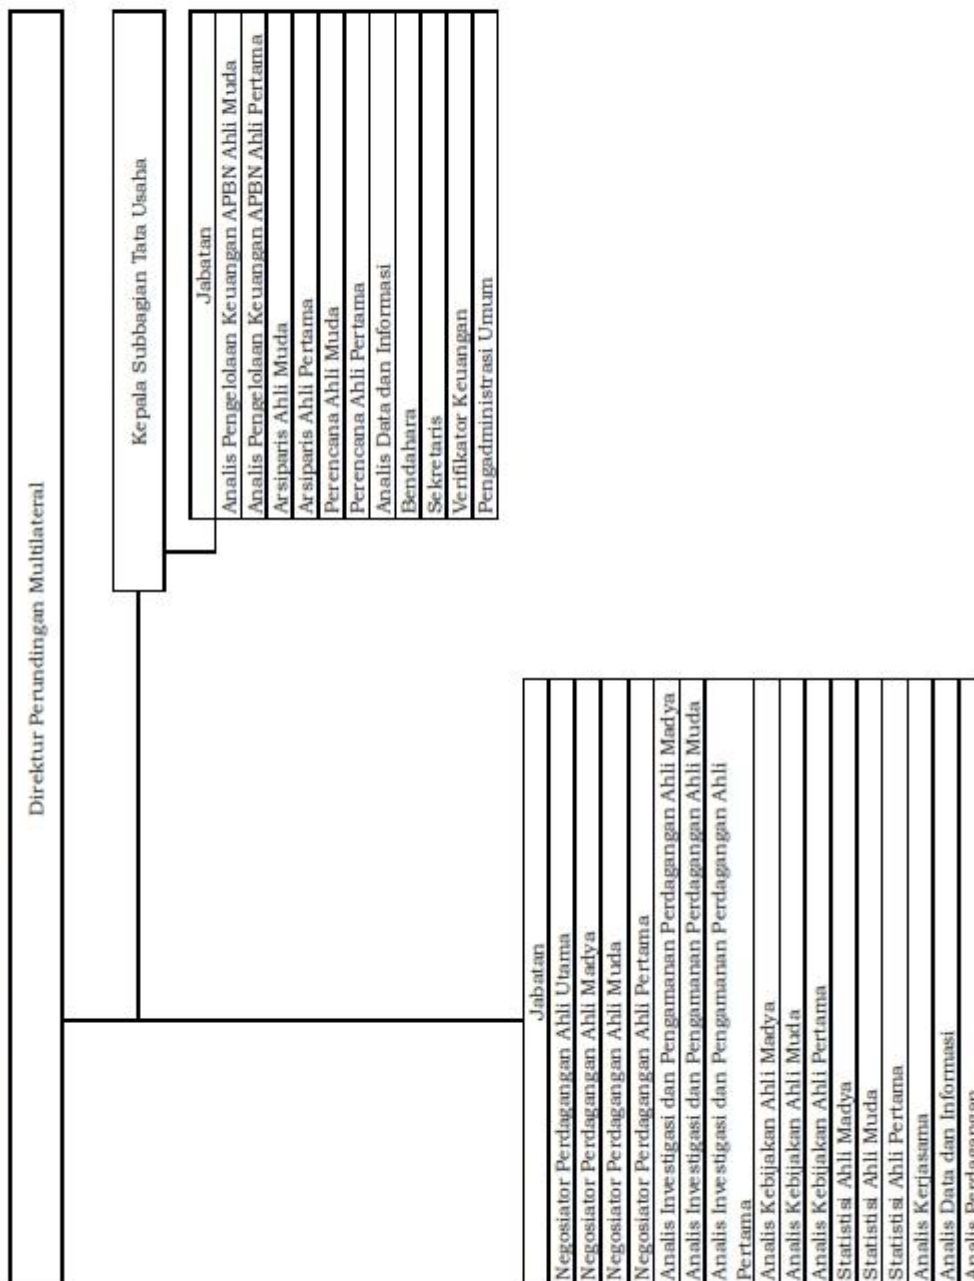 Direktur Perundingan Multilateral
Kepala Subbagian Tata Usaha
Jabatan
Analis Pengelolaan Keuangan APBN Ahli Muda
Analis Pengelolaan Keuangan APBN Ahli Pertama
Arsiparis Ahli Muda
Arsiparis Ahli Pertama
Perencana Ahli Muda
Perencana Ahli Pertama
Analis Data dan Informasi
Bendahara
Sekretaris
Verifikator Keuangan
Pengadministrasi Umum
Jabatan
Negosiator Perdagangan Ahli Utama
Negosiator Perdagangan Ahli Madya
Negosiator Perdagangan Ahli Muda
Negosiator Perdagangan Ahli Pertama
Analis Investigasi dan Pengamanan Perdagangan Ahli Madya
Analis Investigasi dan Pengamanan Perdagangan Ahli Muda
Analis Investigasi dan Pengamanan Perdagangan Ahli
Pertama
Analis Kebijakan Ahli Madya
Analis Kebijakan Ahli Muda
Analis Kebijakan Ahli Pertama
Statistisi Ahli Madya
Statistisi Ahli Muda
Statistisi Ahli Pertama
Analis Kerjasama
Analis Data dan Informasi
Analis Perdagangan